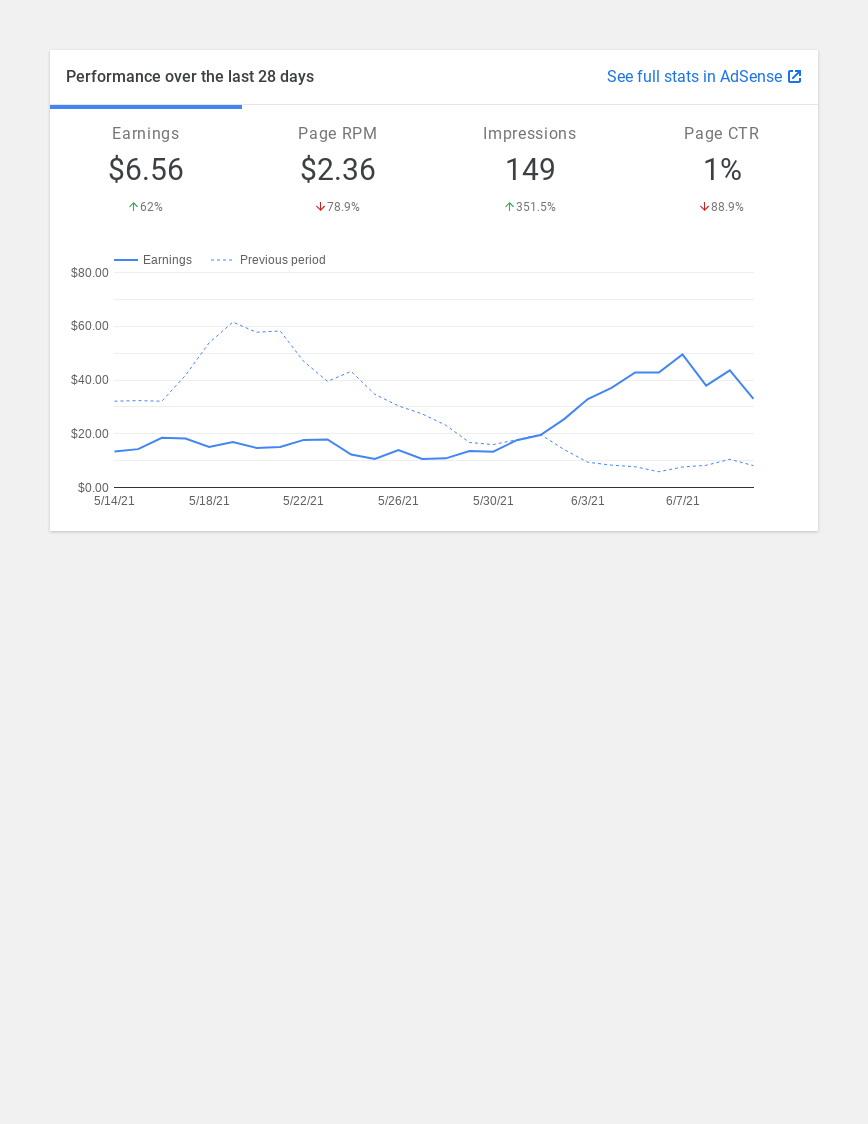 Performance over the last 28 days See full stats in AdSense
Earnings Page RPM Impressions Page CTR
$6.56 $2.36 149 1%
62% 78.9% 351.5% 88.9%
Earnings Previous period
$80.00
$60.00
$40.00
$20.00
$0.00
5/14/21 5/18/21 5/22/21 5/26/21 5/30/21 6/3/21 6/7/21